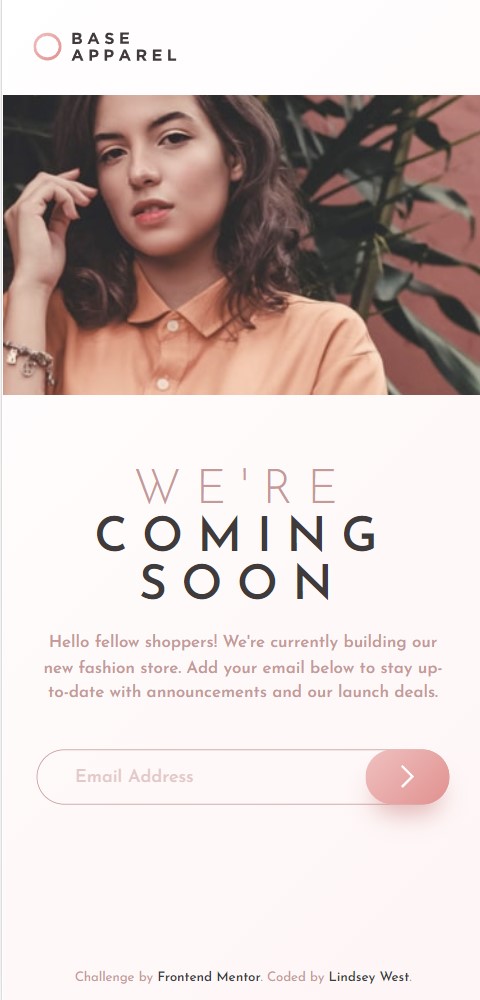 BASE
APPAREL
WE'RE
COMING
SOON
Hello fellow shoppers! We're currently building our
new fashion store. Add your email below to stay up-
to-date with announcements and our launch deals.
Email Address
Challenge by Frontend Mentor. Coded by Lindsey West.